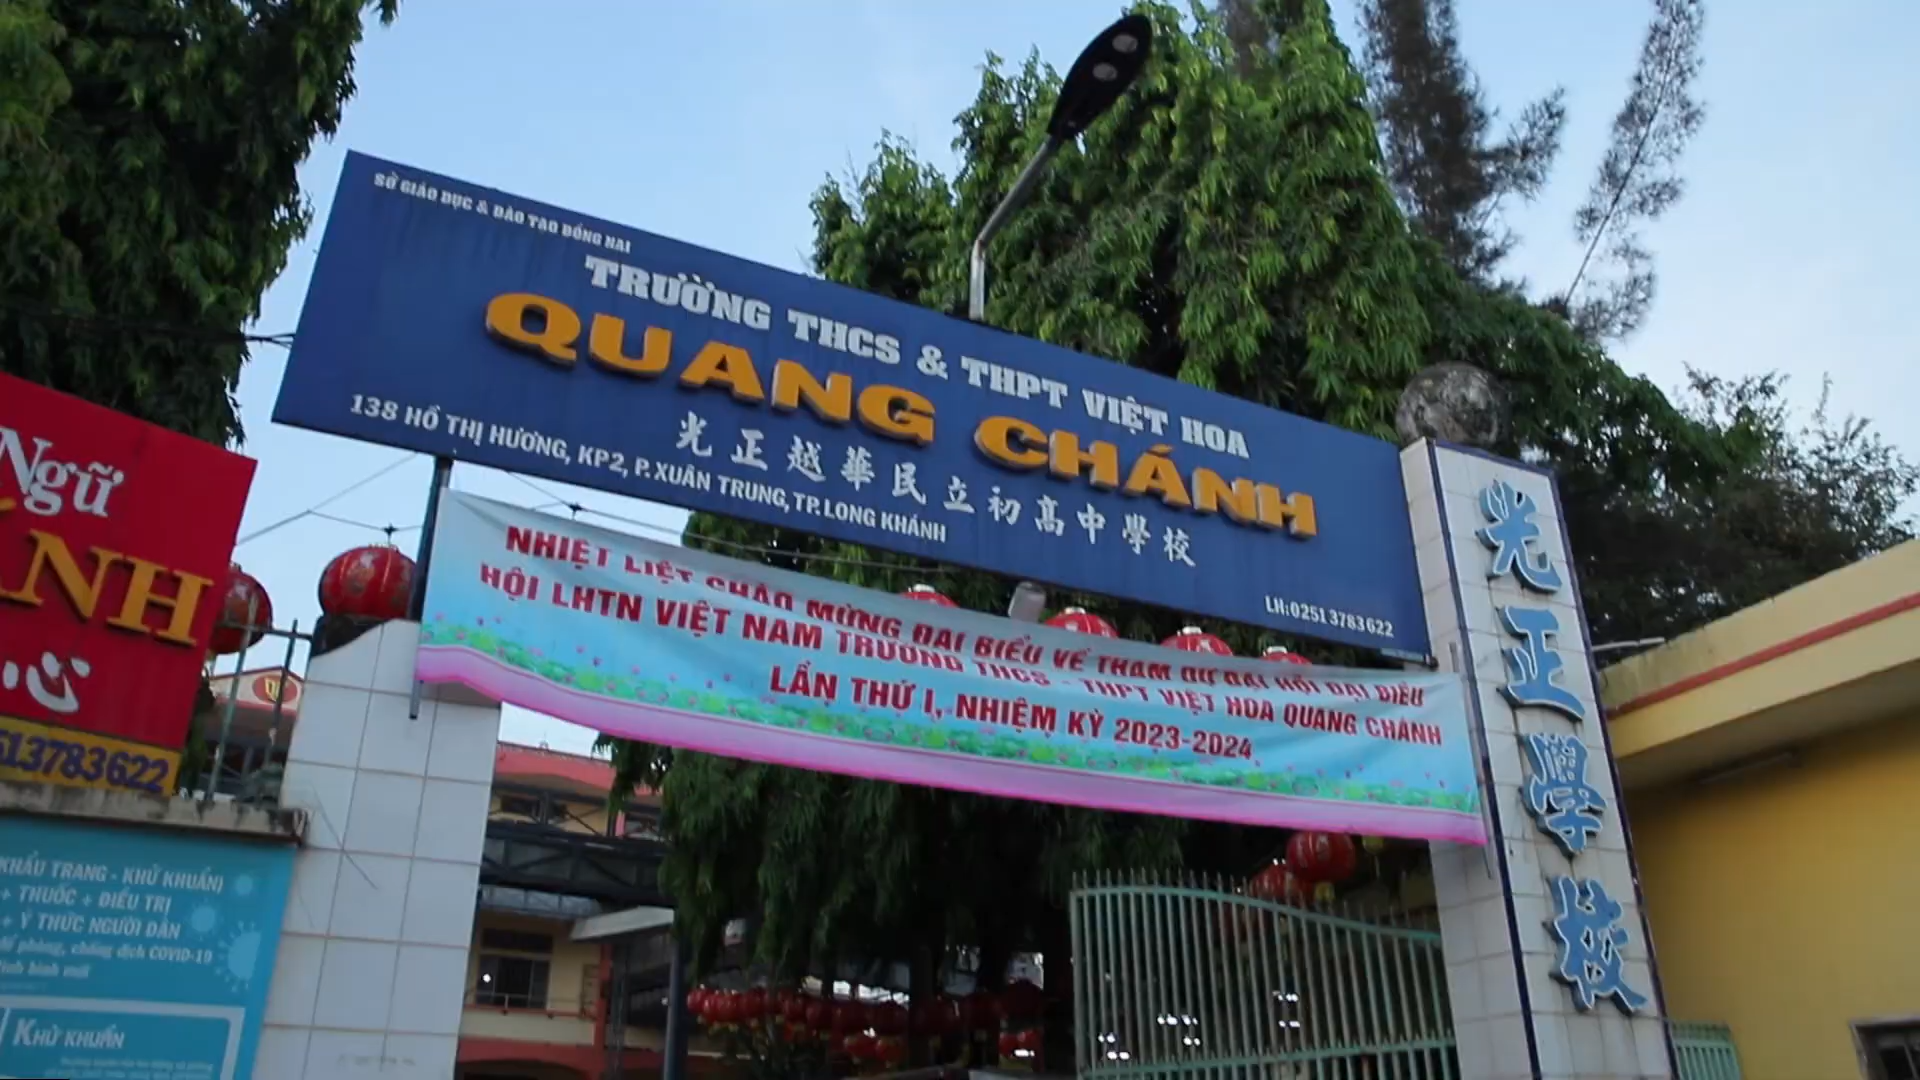 SỞ GIÁO DỤC & ĐÀO TẠO ĐỒNG NAI
TRƯỜNG THCS & THPT VIỆT HOA
QUANG CHÁNH
光正越華民立初高中學校
138 HỒ THỊ HƯƠNG, KP2, P.XUÂN TRUNG, TP.LONG KHÁNH
LH:0251 3783622
NHIỆT LIỆT CHÀO MỪNG ĐẠI BIỂU VỀ THAM DỰ ĐẠI HỘI ĐẠI BIỂU
HỘI LHTN VIỆT NAM TRƯỜNG THCS - THPT VIỆT HOA QUANG CHÁNH
LẦN THỨ I, NHIỆM KỲ 2023-2024
光正學校
Ngữ
ANH
心
513783622
KHẨU TRANG - KHỬ KHUẨN)
+ THUỐC + ĐIỀU TRỊ
+ Ý THỨC NGƯỜI DÂN
phòng, chống dịch COVID-19
tình hình mới
KHỬ KHUẨN